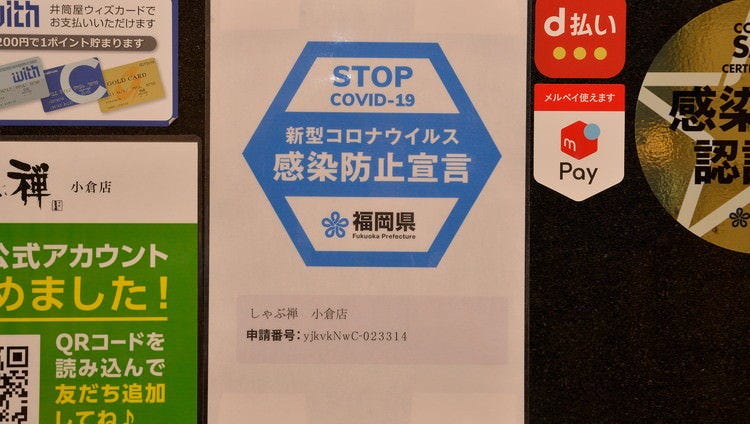 with
井筒屋ウィズカードで
お支払いいただけます
200円で1ポイント貯まります
with
GOLD CARD
禅 小倉店
公式アカウント
めました！
QRコードを
読み込んで
友だち追加
してね♪
STOP
COVID-19
新型コロナウイルス
感染防止宣言
福岡県
Fukuoka Prefecture
しゃぶ禅 小倉店
申請番号：yjkvkNwC-023314
d払い
メルペイ使えます
m
Pay
感染
認